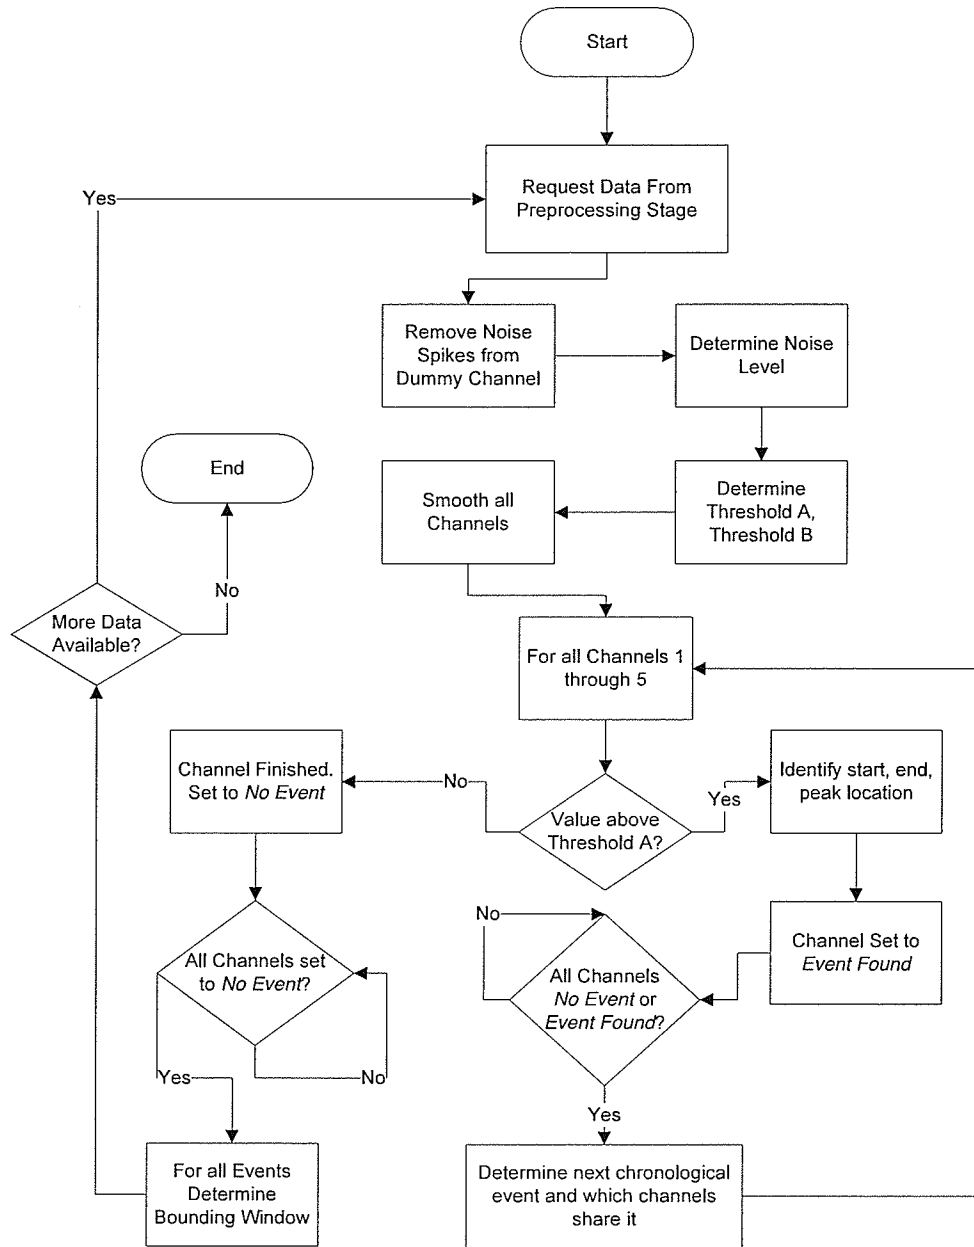 Start
Yes
Request Data From
Preprocessing Stage
Remove Noise
Spikes from
Dummy Channel
Determine Noise
Level
End
Smooth all
Channels
Determine
Threshold A,
Threshold B
No
More Data
Available?
For all Channels 1
through 5
Channel Finished.
Set to No Event
No
Value above
Threshold A?
Yes
Identify start, end,
peak location
All Channels set
to No Event?
No
All Channels
No Event or
Event Found?
Channel Set to
Event Found
Yes
No
Yes
For all Events
Determine
Bounding Window
Determine next chronological
event and which channels
share it